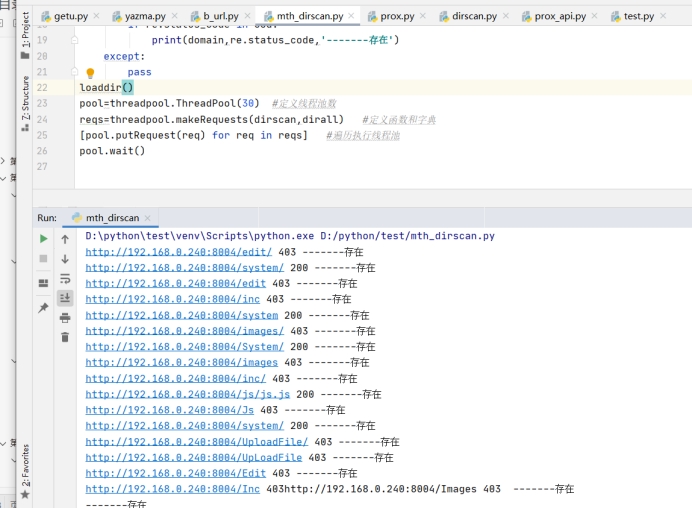 getu.py
yazma.py
b_url.py
mth_dirscan.py
prox.py
dirscan.py
prox_api.py
test.py
1: Project
Z: Structure
2: Favorites
19 print(domain,re.status_code,'-------存在')
20 except:
21 pass
22 loaddir()
23 pool=threadpool.ThreadPool(30) #定义线程池数
24 reqs=threadpool.makeRequests(dirscan,dirall) #定义函数和字典
25 [pool.putRequest(req) for req in reqs] #遍历执行线程池
26 pool.wait()
27
Run: mth_dirscan
D:\python\test\venv\Scripts\python.exe D:/python/test/mth_dirscan.py
http://192.168.0.240:8004/edit/ 403 -------存在
http://192.168.0.240:8004/system/ 200 -------存在
http://192.168.0.240:8004/edit 403 -------存在
http://192.168.0.240:8004/inc 403 -------存在
http://192.168.0.240:8004/system 200 -------存在
http://192.168.0.240:8004/images/ 403 -------存在
http://192.168.0.240:8004/System/ 200 -------存在
http://192.168.0.240:8004/images 403 -------存在
http://192.168.0.240:8004/inc/ 403 -------存在
http://192.168.0.240:8004/js/js.js 200 -------存在
http://192.168.0.240:8004/Js 403 -------存在
http://192.168.0.240:8004/system/ 200 -------存在
http://192.168.0.240:8004/UploadFile/ 403 -------存在
http://192.168.0.240:8004/UpLoadFile 403 -------存在
http://192.168.0.240:8004/Edit 403 -------存在
http://192.168.0.240:8004/Inc 403http://192.168.0.240:8004/Images 403 -------存在
-------存在